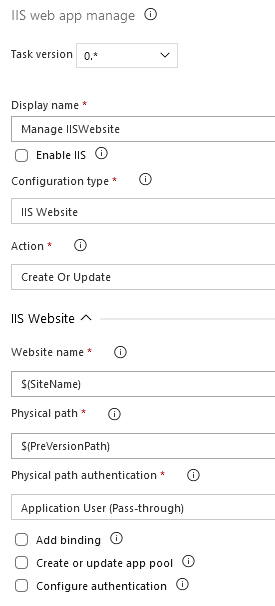 IIS web app manage
Task version 0.*
Display name *
Manage IISWebsite
Enable IIS
Configuration type *
IIS Website
Action *
Create Or Update
IIS Website
Website name *
$(SiteName)
Physical path *
$(PreVersionPath)
Physical path authentication *
Application User (Pass-through)
Add binding
Create or update app pool
Configure authentication